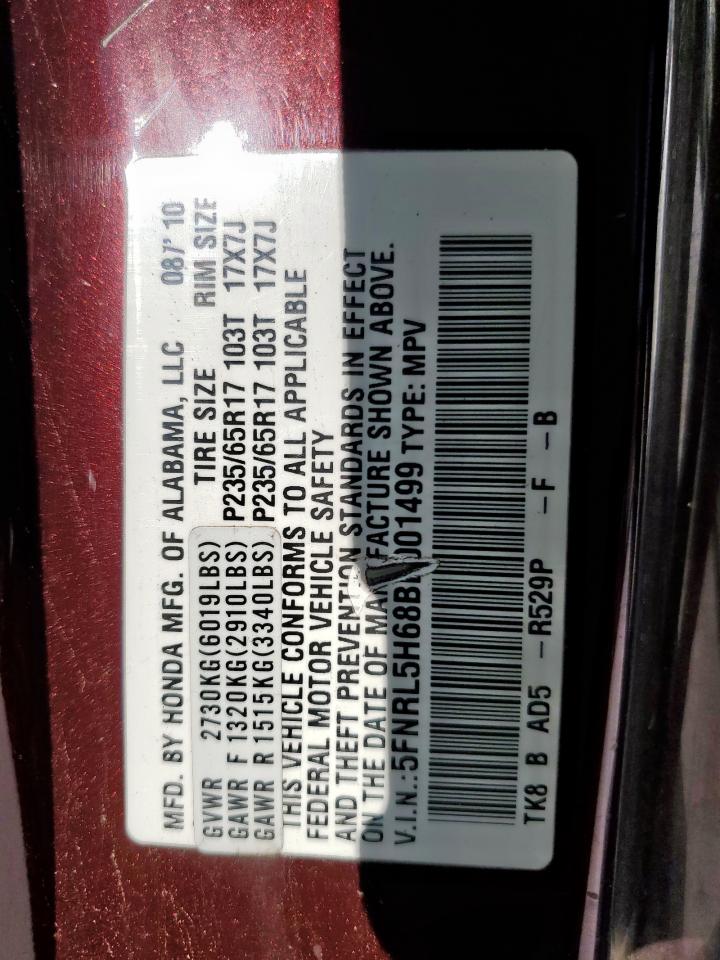 MFD. BY HONDA MFG. OF ALABAMA, LLC 08/'10
GVWR 2730KG(6019LBS) TIRE SIZE RIM SIZE
GAWR F 1320KG(2910LBS) P235/65R17 103T 17X7J
GAWR R 1515KG(3340LBS) P235/65R17 103T 17X7J
THIS VEHICLE CONFORMS TO ALL APPLICABLE
FEDERAL MOTOR VEHICLE SAFETY
AND THEFT PREVENTION STANDARDS IN EFFECT
ON THE DATE OF MANUFACTURE SHOWN ABOVE.
V.I.N.: TYPE: MPV
TK8 B AD5 -R529P -F -B